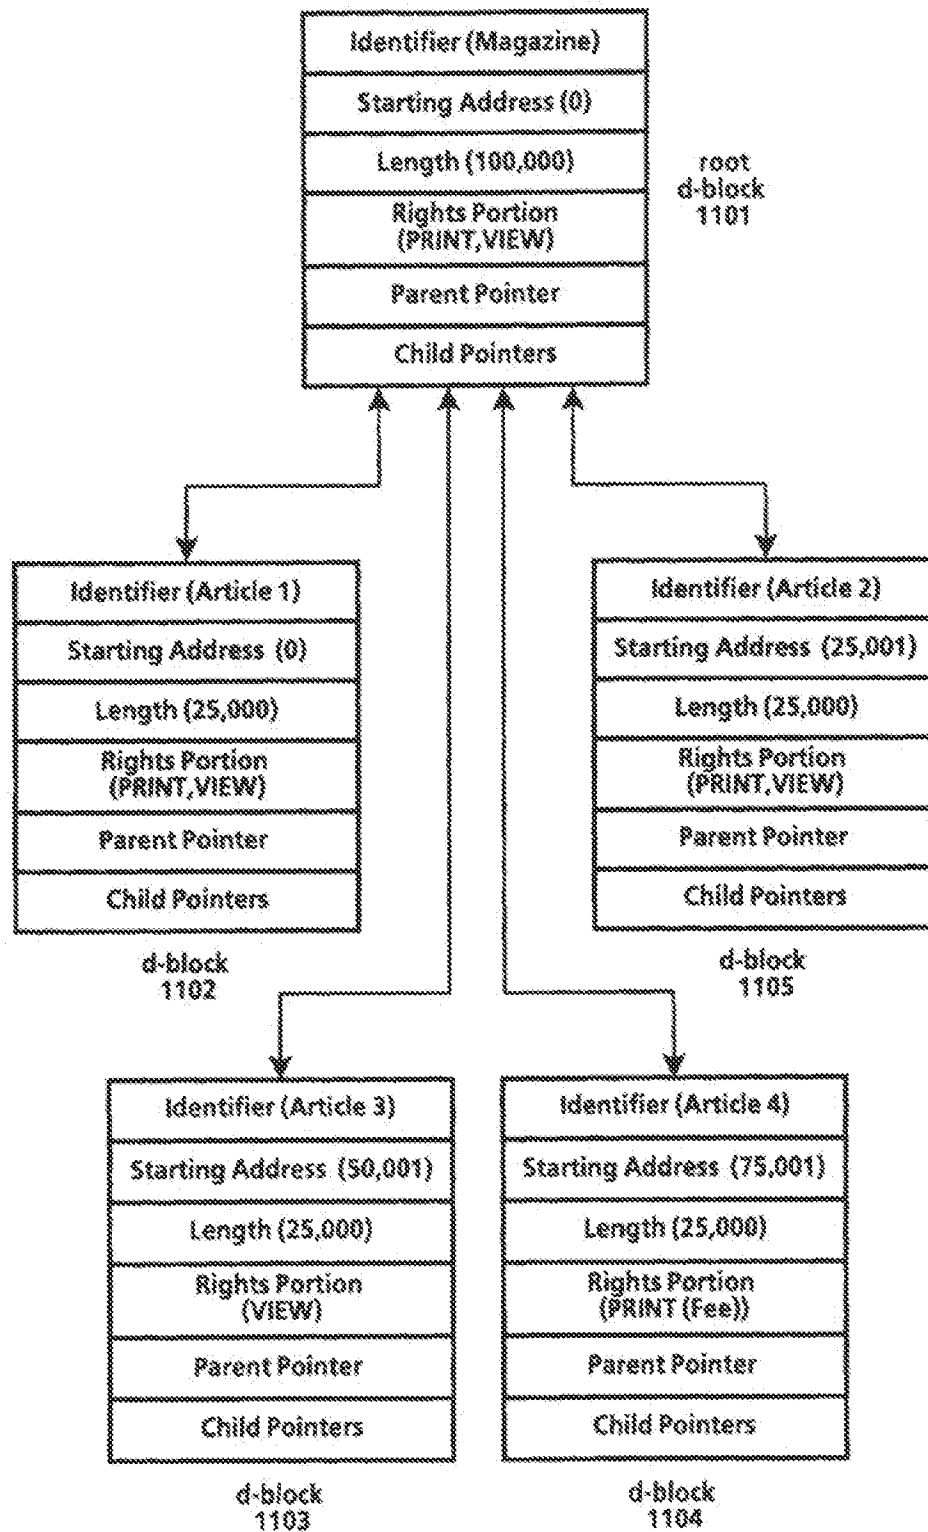 Identifier (Magazine)
Starting Address (0)
Length (100,000)
Rights Portion
(PRINT,VIEW)
Parent Pointer
Child Pointers
root
d-block
1101
Identifier (Article 1)
Starting Address (0)
Length (25,000)
Rights Portion
(PRINT,VIEW)
Parent Pointer
Child Pointers
d-block
1102
Identifier (Article 2)
Starting Address (25,001)
Length (25,000)
Rights Portion
(PRINT,VIEW)
Parent Pointer
Child Pointers
d-block
1105
Identifier (Article 3)
Starting Address (50,001)
Length (25,000)
Rights Portion
(VIEW)
Parent Pointer
Child Pointers
d-block
1103
Identifier (Article 4)
Starting Address (75,001)
Length (25,000)
Rights Portion
(PRINT (Fee))
Parent Pointer
Child Pointers
d-block
1104